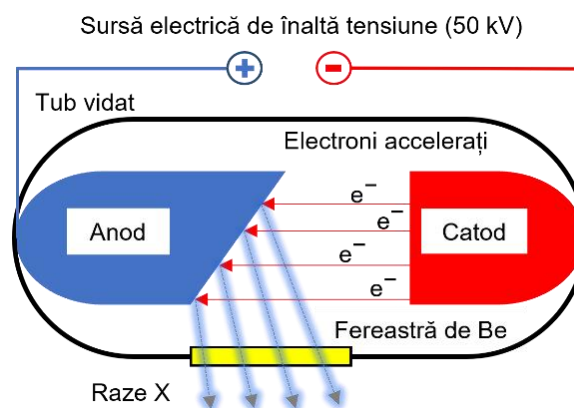 Sursă electrică de înaltă tensiune (50 kV)
+
−
Tub vidat
Electroni accelerați
e⁻
e⁻
Anod
Catod
e⁻
e⁻
Fereastră de Be
Raze X